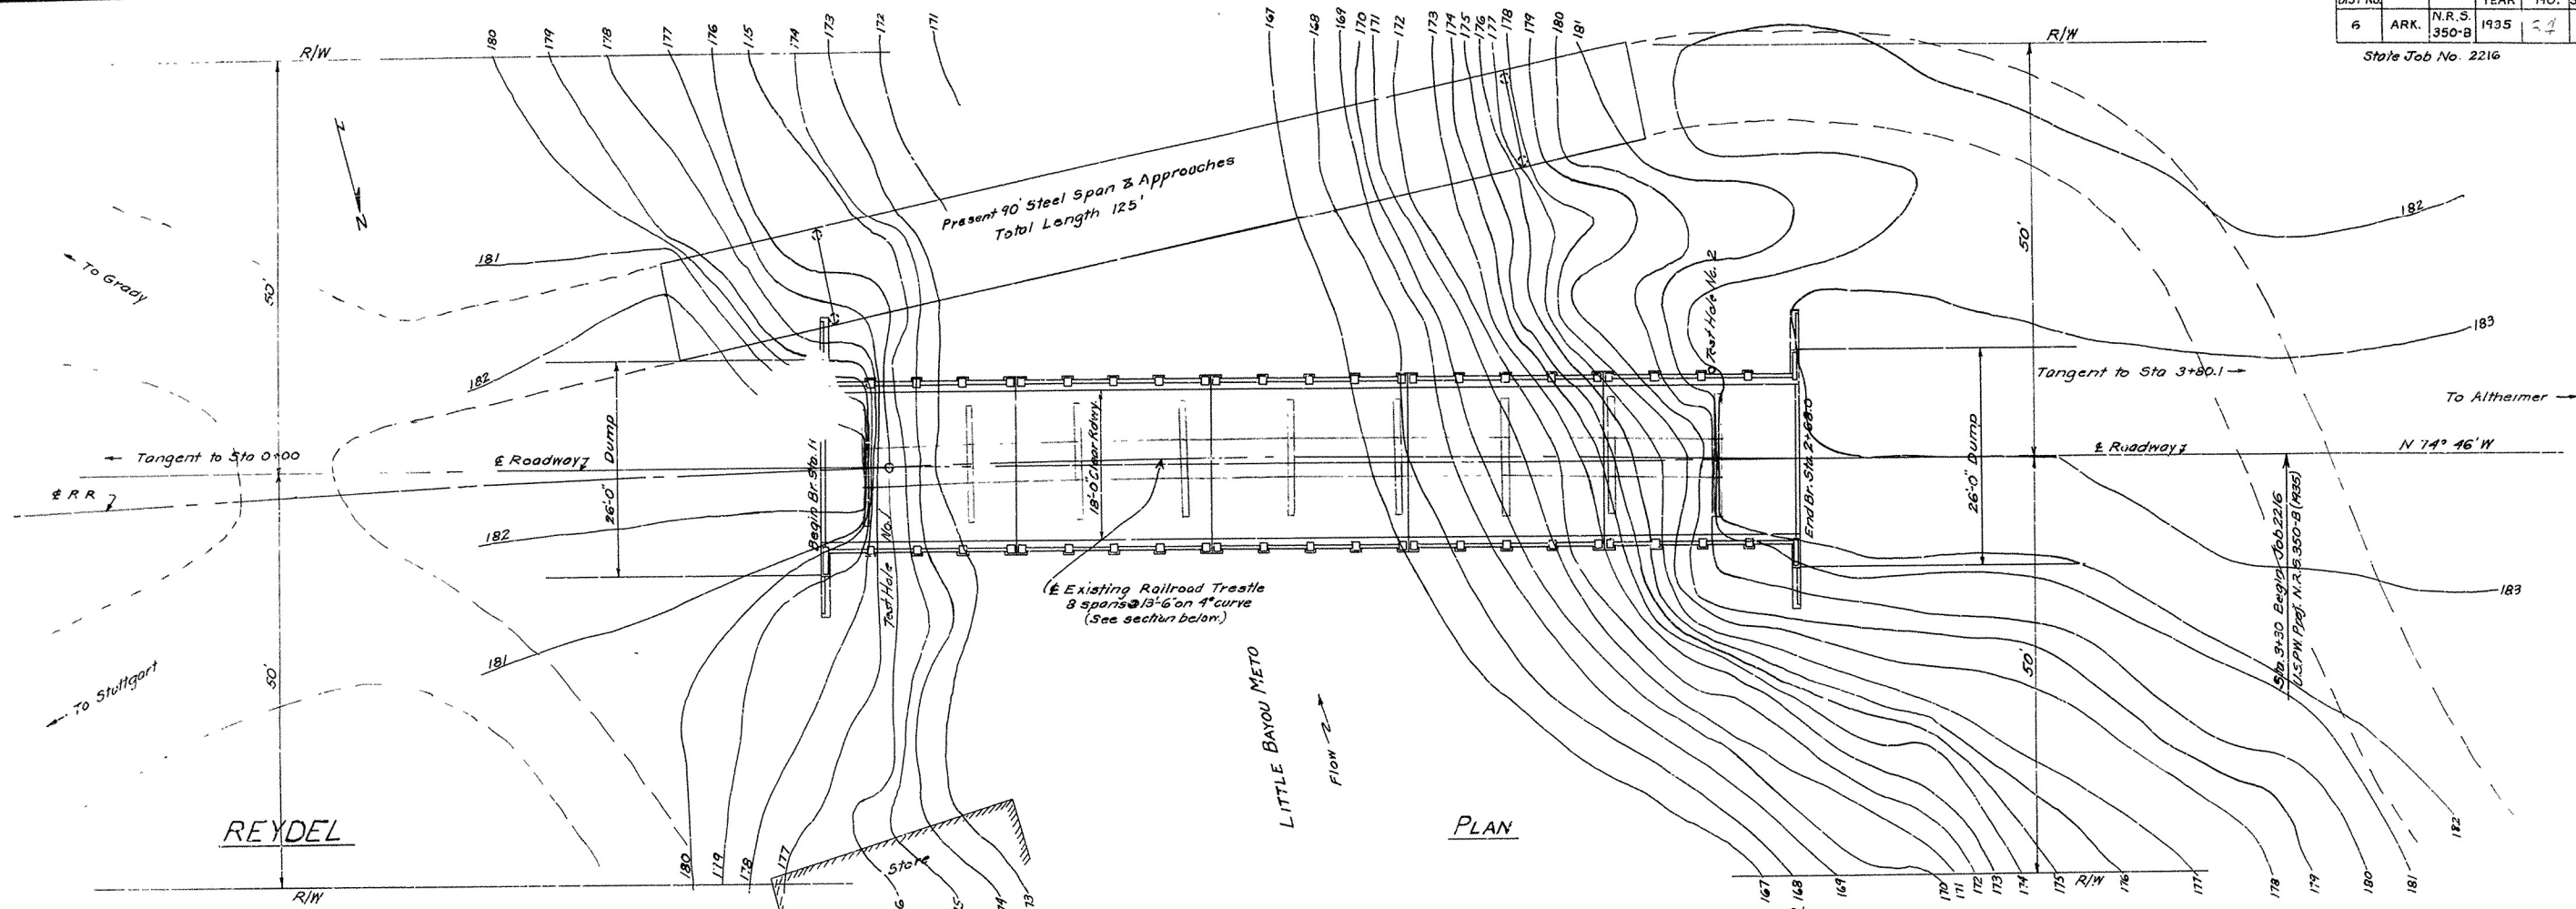 DIST NO. YEAR NO.
6 ARK. N.R.S. 350-B 1935
State Job No. 2216
180 179 178 177 176 115 174 173 172 171
167 168 169 170 171 172 173 174 175 176 177 178 179 180 181
R/W
R/W
Present 90' Steel Span & Approaches
Total Length 125'
To Grady
50'
50'
181
182
182
183
Test Hole No. 2
Tangent to Sta 3+80.1
To Altheimer
26'-0" Dump
Begin Br. Sta. 1+
18'-0" Clear Rdwy.
End Br. Sta. 2+68.0
26'-0" Dump
Tangent to Sta 0+00
℄ Roadway
℄ Roadway
N 74° 46' W
℄ R R
182
Test Hole No. 1
℄ Existing Railroad Trestle
8 spans @ 13'-6" on 4° curve
(See section below.)
183
Sta. 3+30 Begin Job 2216
U.S.P.W. Proj. N.R.S. 350-B (1935)
181
To Stuttgart
50'
50'
LITTLE BAYOU METO
Flow
REYDEL
PLAN
Store
182
180 179 178 177
R/W
167 168 169 170 171 172 173 174 175 R/W 176 177 178 179 180 181